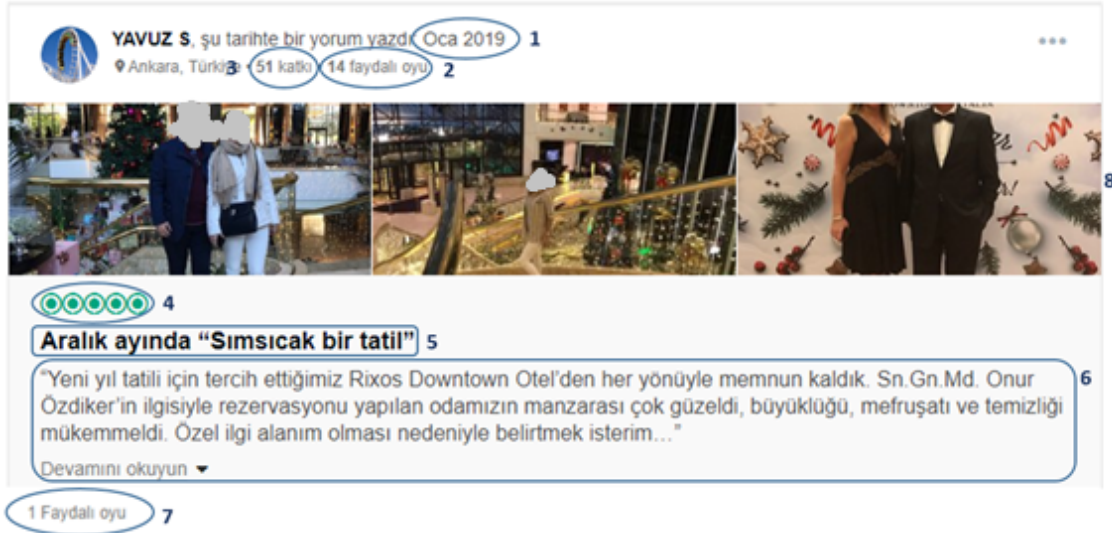 YAVUZ S, şu tarihte bir yorum yazdı: Oca 2019 1
Ankara, Türkiye • 51 katkı • 14 faydalı oyu 2
3
8
4
Aralık ayında “Sımsıcak bir tatil” 5
“Yeni yıl tatili için tercih ettiğimiz Rixos Downtown Otel’den her yönüyle memnun kaldık. Sn.Gn.Md. Onur 6
Özdiker’in ilgisiyle rezervasyonu yapılan odamızın manzarası çok güzeldi, büyüklüğü, mefruşatı ve temizliği
mükemmeldi. Özel ilgi alanım olması nedeniyle belirtmek isterim…”
Devamını okuyun
1 Faydalı oyu 7